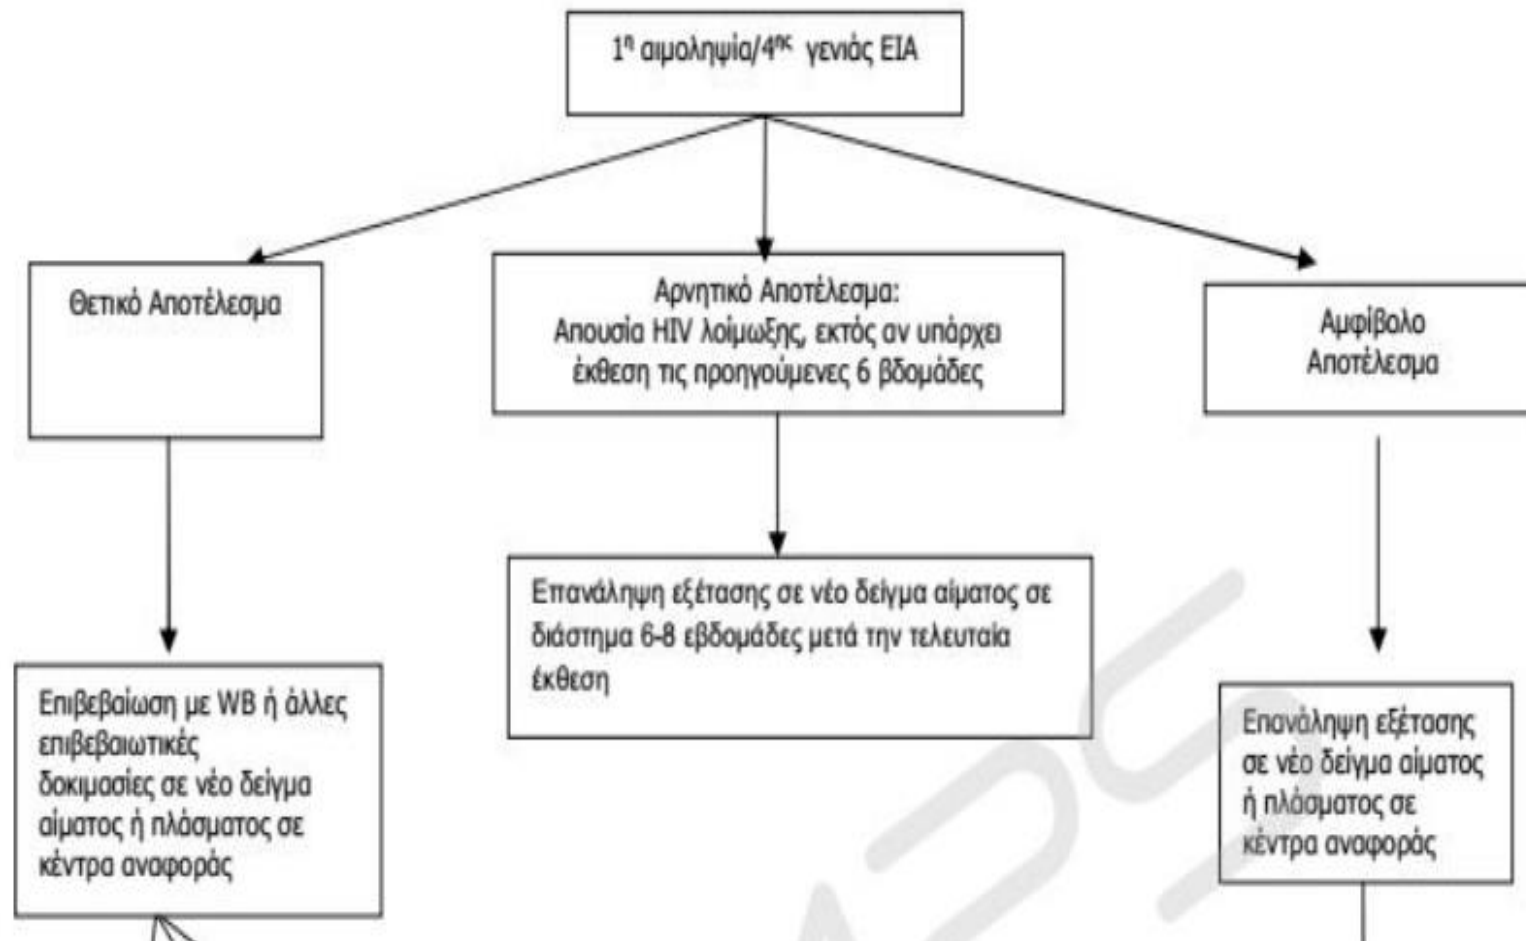 1η αιμοληψία/4ης γενιάς EIA
Θετικό Αποτέλεσμα
Αρνητικό Αποτέλεσμα:
Απουσία HIV λοίμωξης, εκτός αν υπάρχει
έκθεση τις προηγούμενες 6 βδομάδες
Αμφίβολο
Αποτέλεσμα
Επανάληψη εξέτασης σε νέο δείγμα αίματος σε
διάστημα 6-8 εβδομάδες μετά την τελευταία
έκθεση
Επιβεβαίωση με WB ή άλλες
επιβεβαιωτικές
δοκιμασίες σε νέο δείγμα
αίματος ή πλάσματος σε
κέντρα αναφοράς
Επανάληψη εξέτασης
σε νέο δείγμα αίματος
ή πλάσματος σε
κέντρα αναφοράς